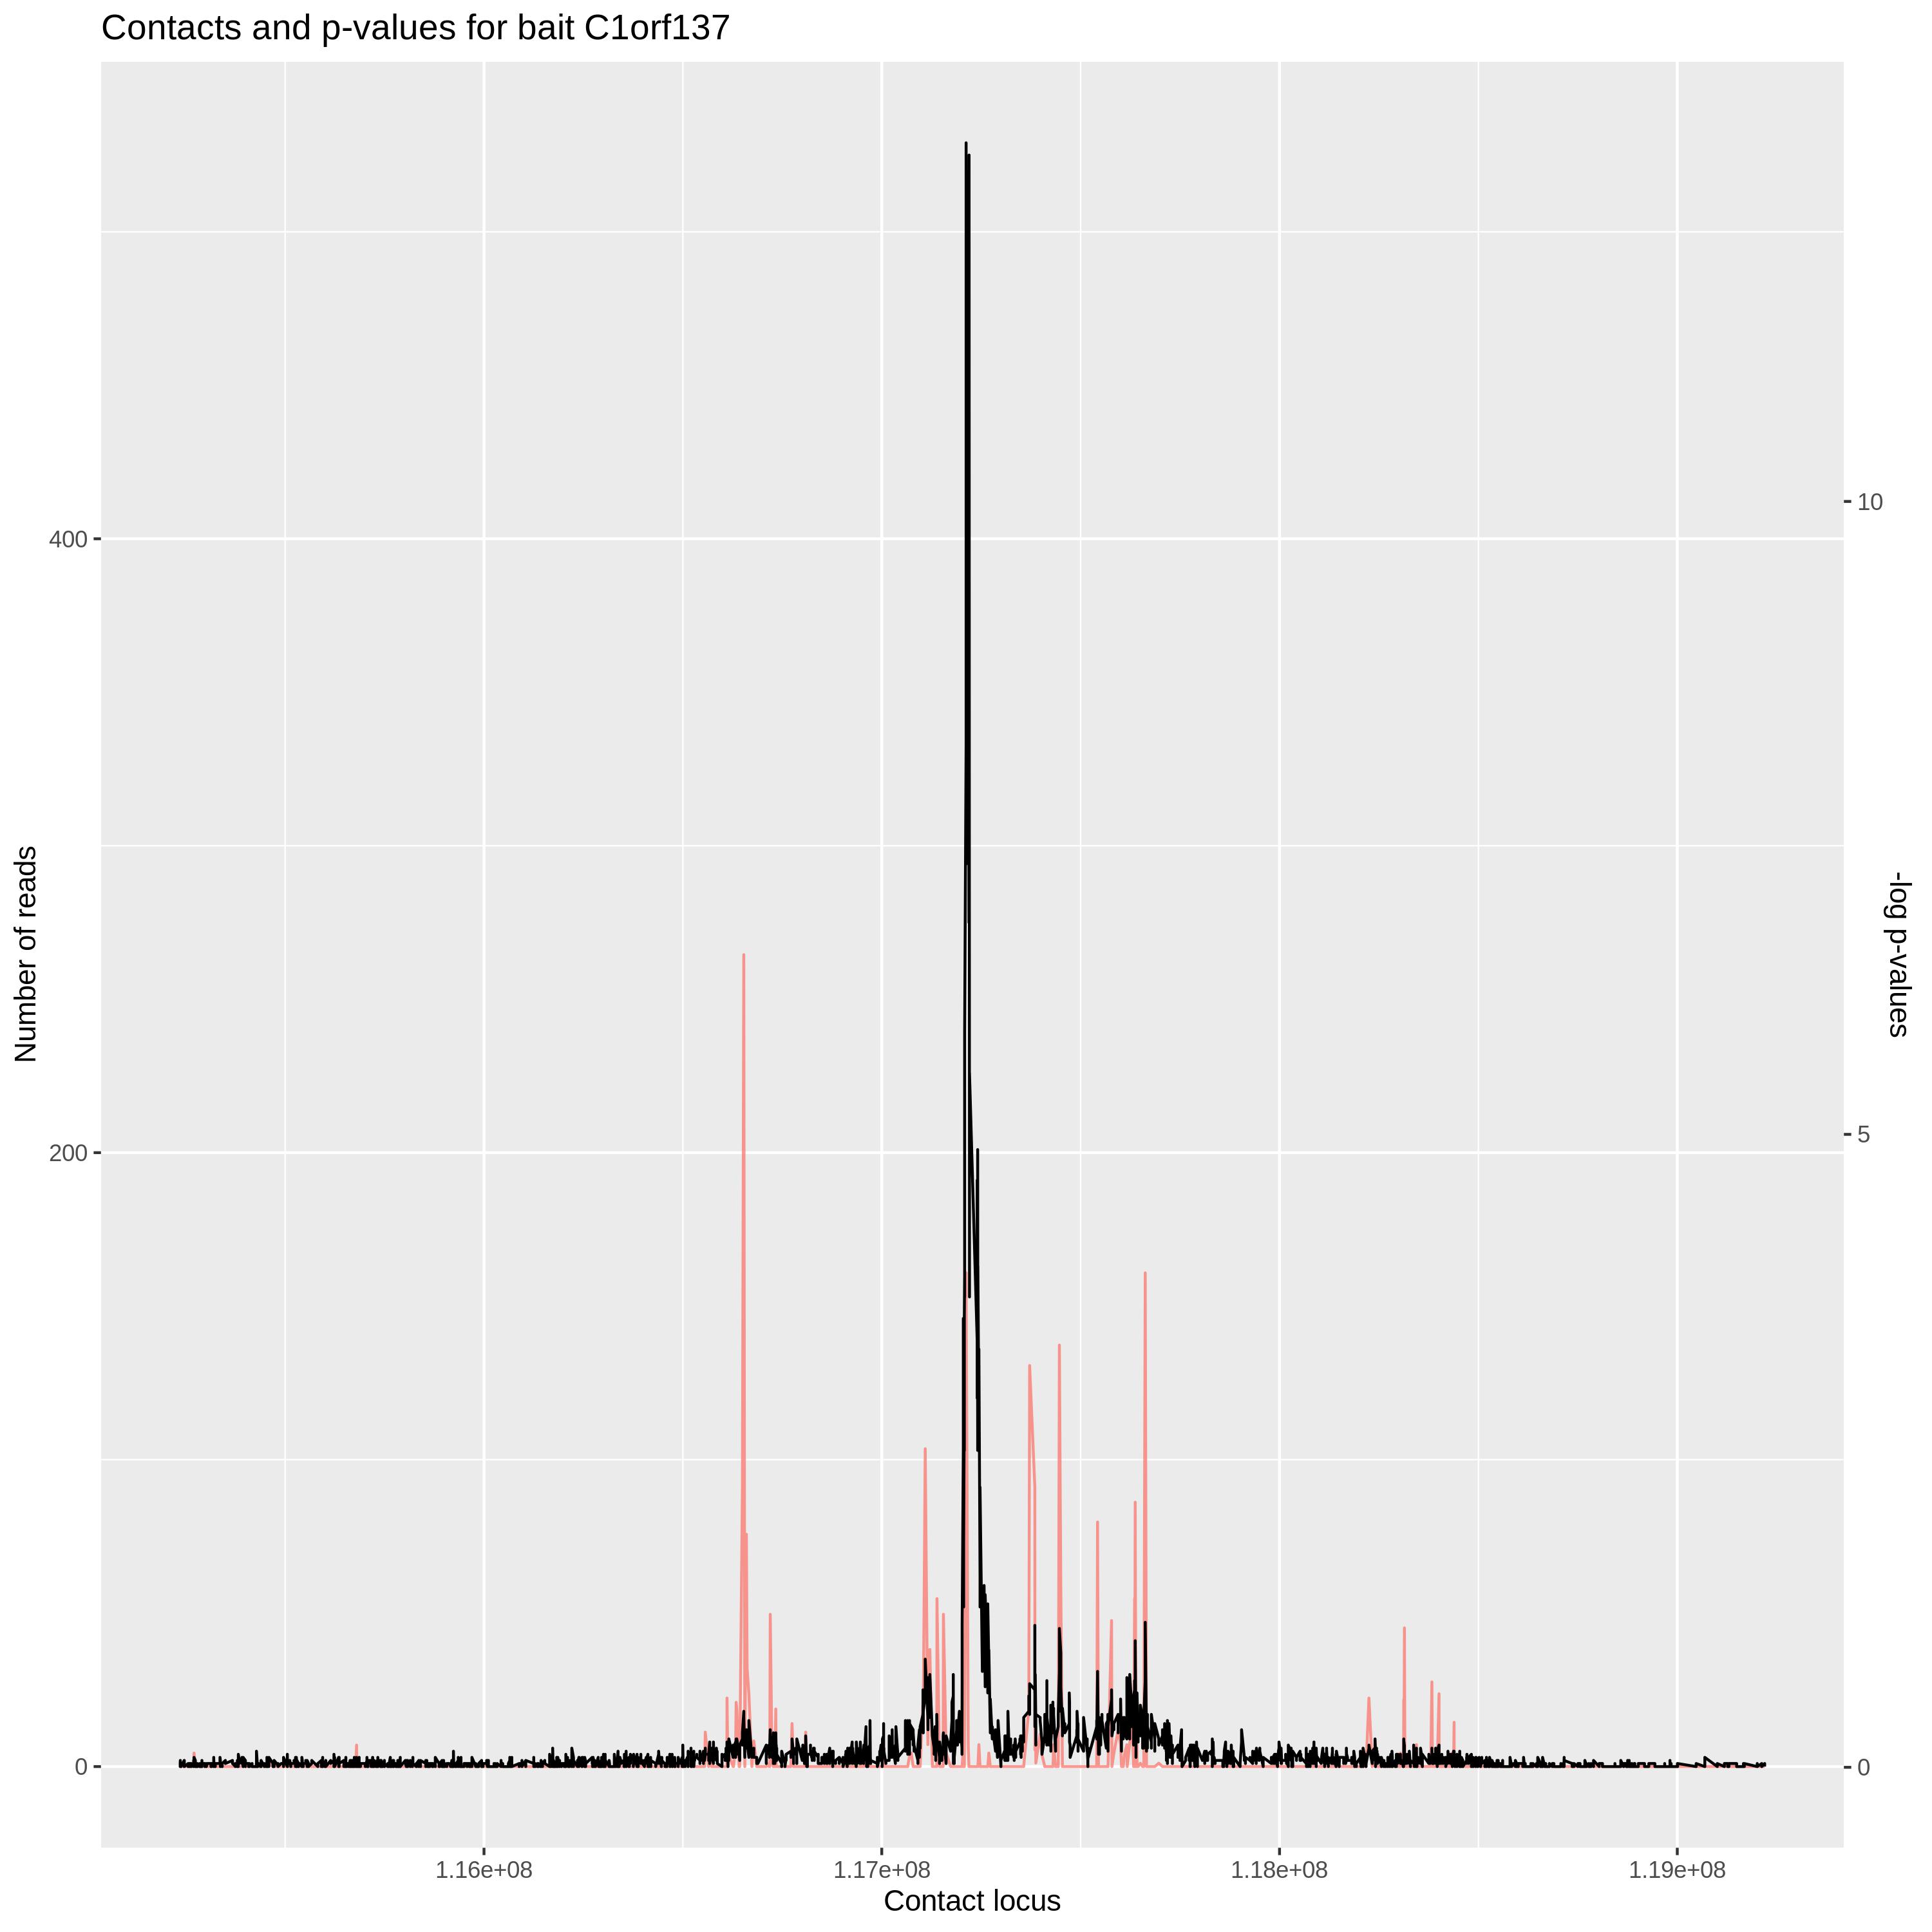 Contacts and p-values for bait C1orf137
400
200
0
Number of reads
10
5
0
-log p-values
1.16e+08
1.17e+08
1.18e+08
1.19e+08
Contact locus